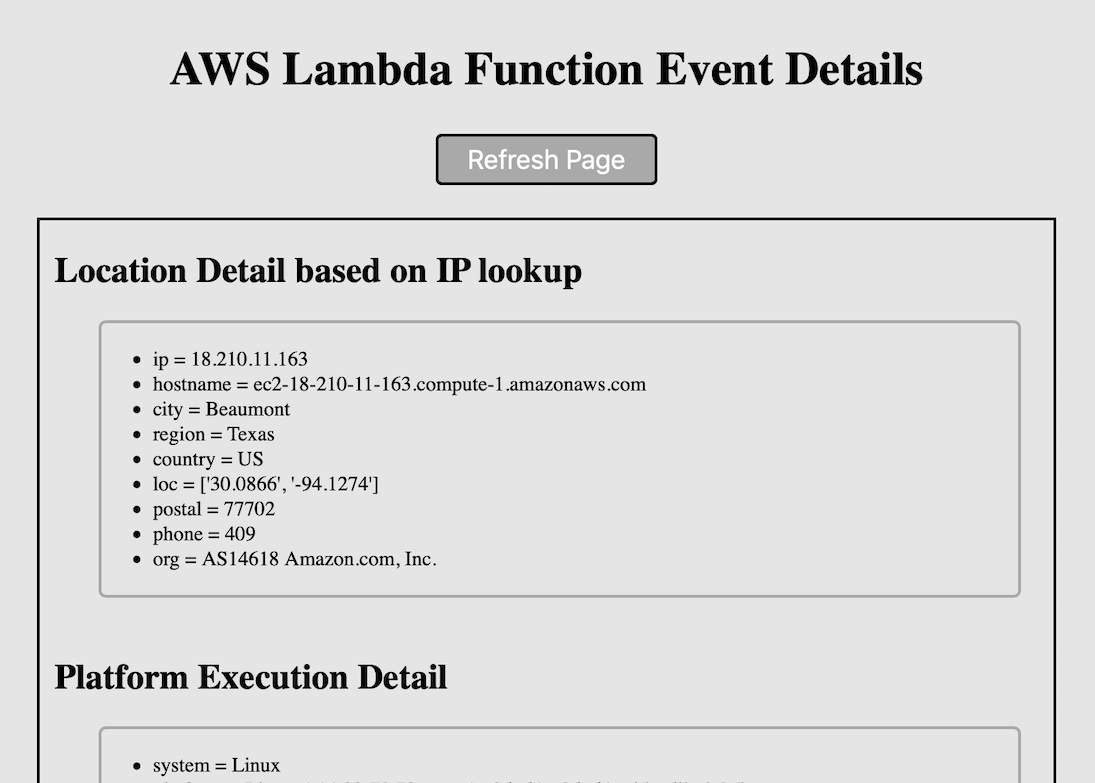 AWS Lambda Function Event Details
Refresh Page
Location Detail based on IP lookup
ip = 18.210.11.163
hostname = ec2-18-210-11-163.compute-1.amazonaws.com
city = Beaumont
region = Texas
country = US
loc = ['30.0866', '-94.1274']
postal = 77702
phone = 409
org = AS14618 Amazon.com, Inc.
Platform Execution Detail
system = Linux